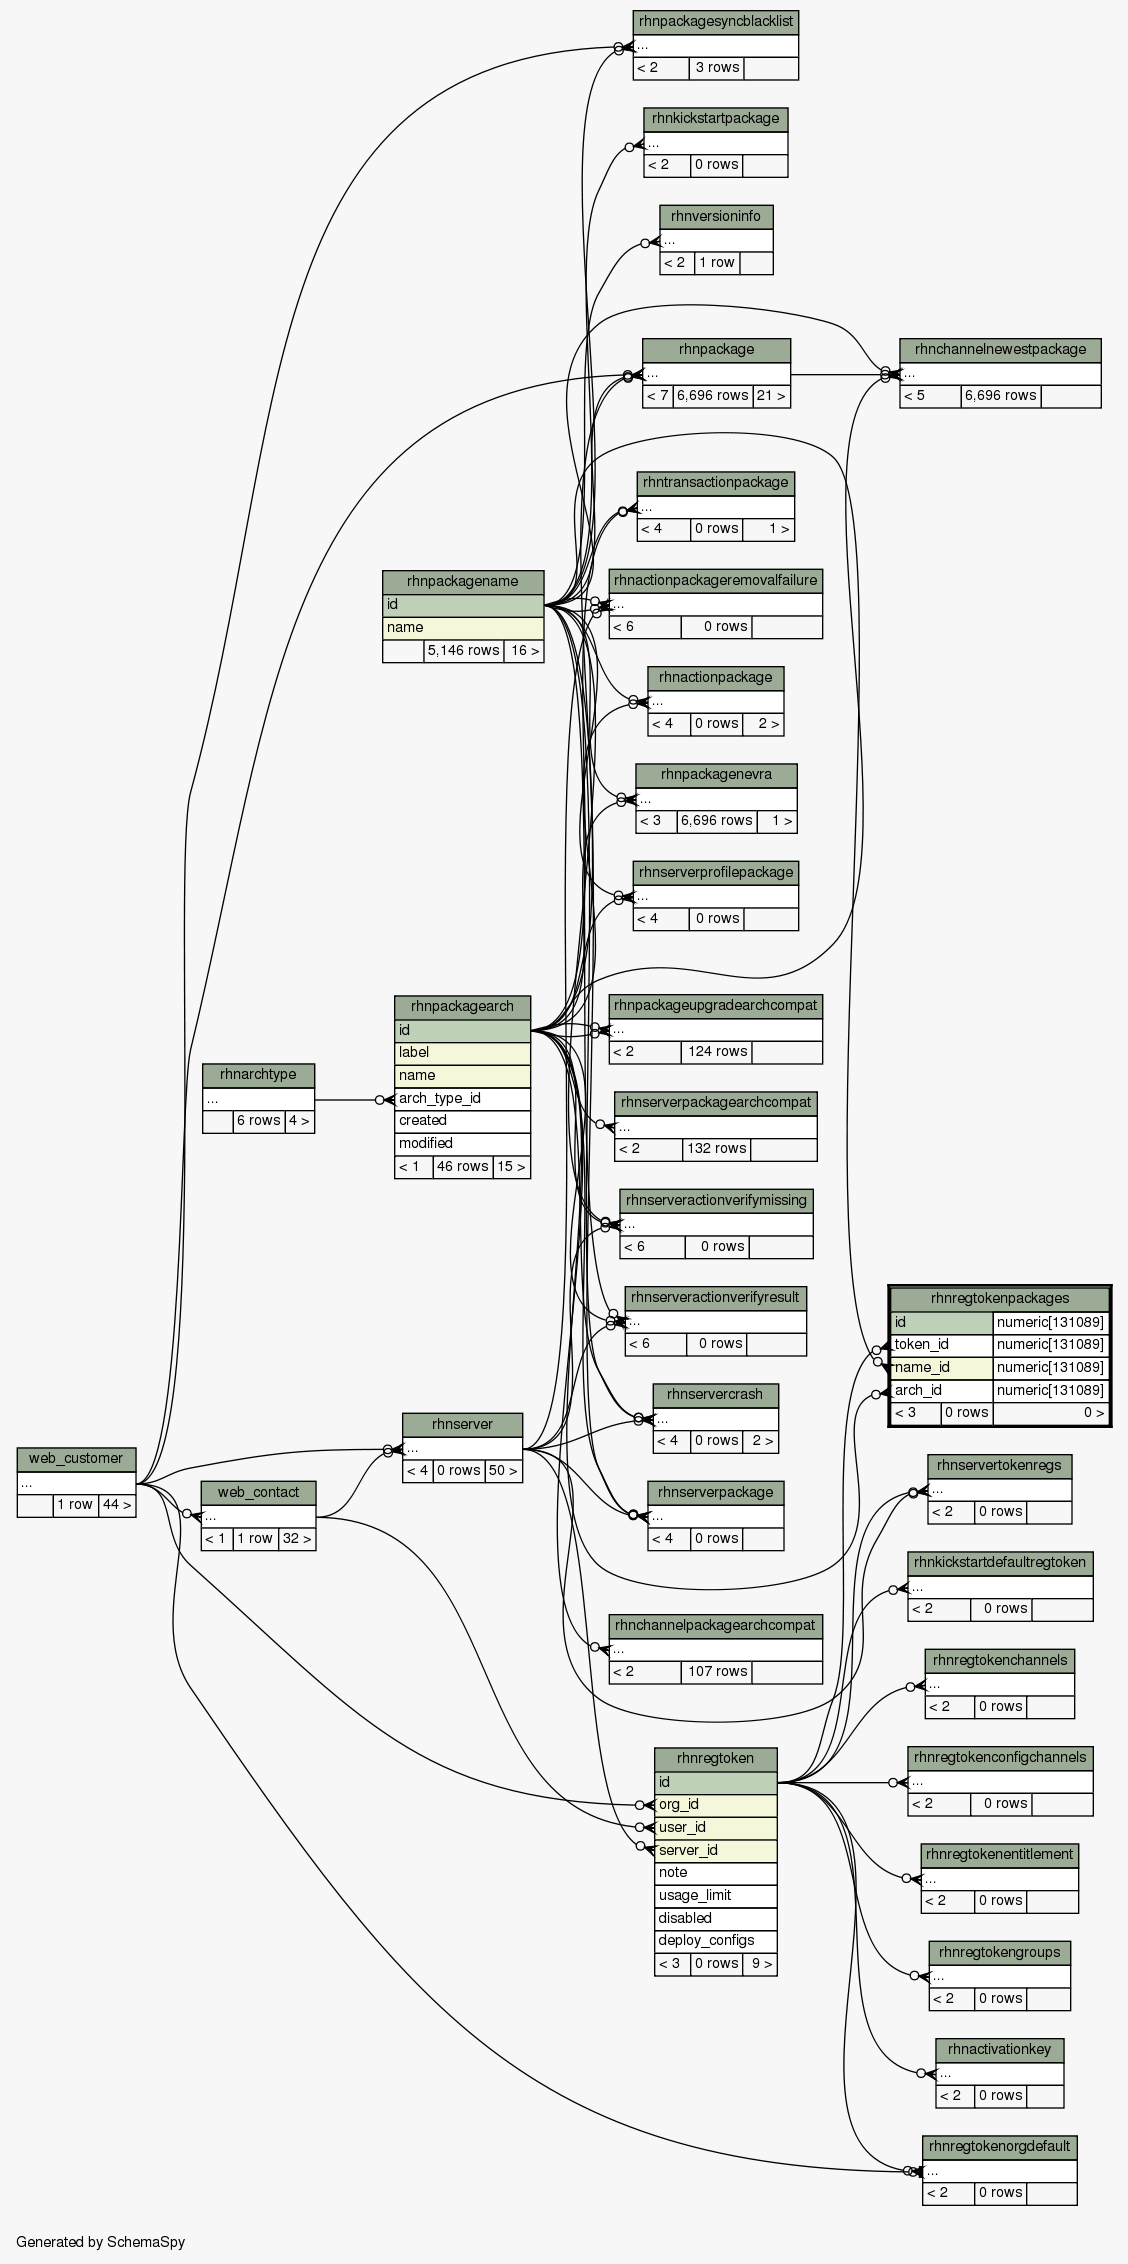 rhnpackagesyncblacklist
...
< 2 3 rows
rhnkickstartpackage
...
< 2 0 rows
rhnversioninfo
...
< 2 1 row
rhnpackage
...
< 7 6,696 rows 21 >
rhnchannelnewestpackage
...
< 5 6,696 rows
rhntransactionpackage
...
< 4 0 rows 1 >
rhnpackagename
id
name
5,146 rows 16 >
rhnactionpackageremovalfailure
...
< 6 0 rows
rhnactionpackage
...
< 4 0 rows 2 >
rhnpackagenevra
...
< 3 6,696 rows 1 >
rhnserverprofilepackage
...
< 4 0 rows
rhnpackagearch
id
label
name
arch_type_id
created
modified
< 1 46 rows 15 >
rhnarchtype
...
6 rows 4 >
rhnpackageupgradearchcompat
...
< 2 124 rows
rhnserverpackagearchcompat
...
< 2 132 rows
rhnserveractionverifymissing
...
< 6 0 rows
rhnserveractionverifyresult
...
< 6 0 rows
rhnregtokenpackages
id numeric[131089]
token_id numeric[131089]
name_id numeric[131089]
arch_id numeric[131089]
< 3 0 rows 0 >
rhnservercrash
...
< 4 0 rows 2 >
rhnserver
...
< 4 0 rows 50 >
web_customer
...
1 row 44 >
web_contact
...
< 1 1 row 32 >
rhnserverpackage
...
< 4 0 rows
rhnservertokenregs
...
< 2 0 rows
rhnkickstartdefaultregtoken
...
< 2 0 rows
rhnchannelpackagearchcompat
...
< 2 107 rows
rhnregtokenchannels
...
< 2 0 rows
rhnregtoken
id
org_id
user_id
server_id
note
usage_limit
disabled
deploy_configs
< 3 0 rows 9 >
rhnregtokenconfigchannels
...
< 2 0 rows
rhnregtokenentitlement
...
< 2 0 rows
rhnregtokengroups
...
< 2 0 rows
rhnactivationkey
...
< 2 0 rows
rhnregtokenorgdefault
...
< 2 0 rows
Generated by SchemaSpy